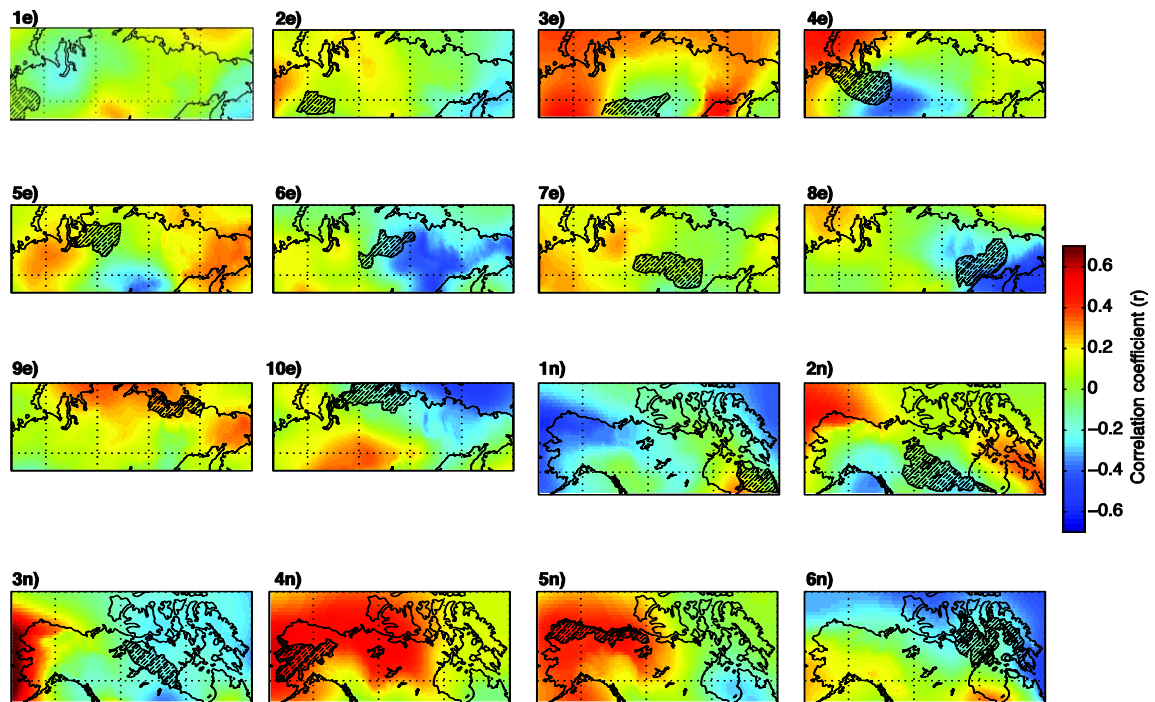 1e) 2e) 3e) 4e)
5e) 6e) 7e) 8e)
9e) 10e) 1n) 2n)
3n) 4n) 5n) 6n)
0.6
0.4
0.2
0
−0.2
−0.4
−0.6
Correlation coefficient (r)